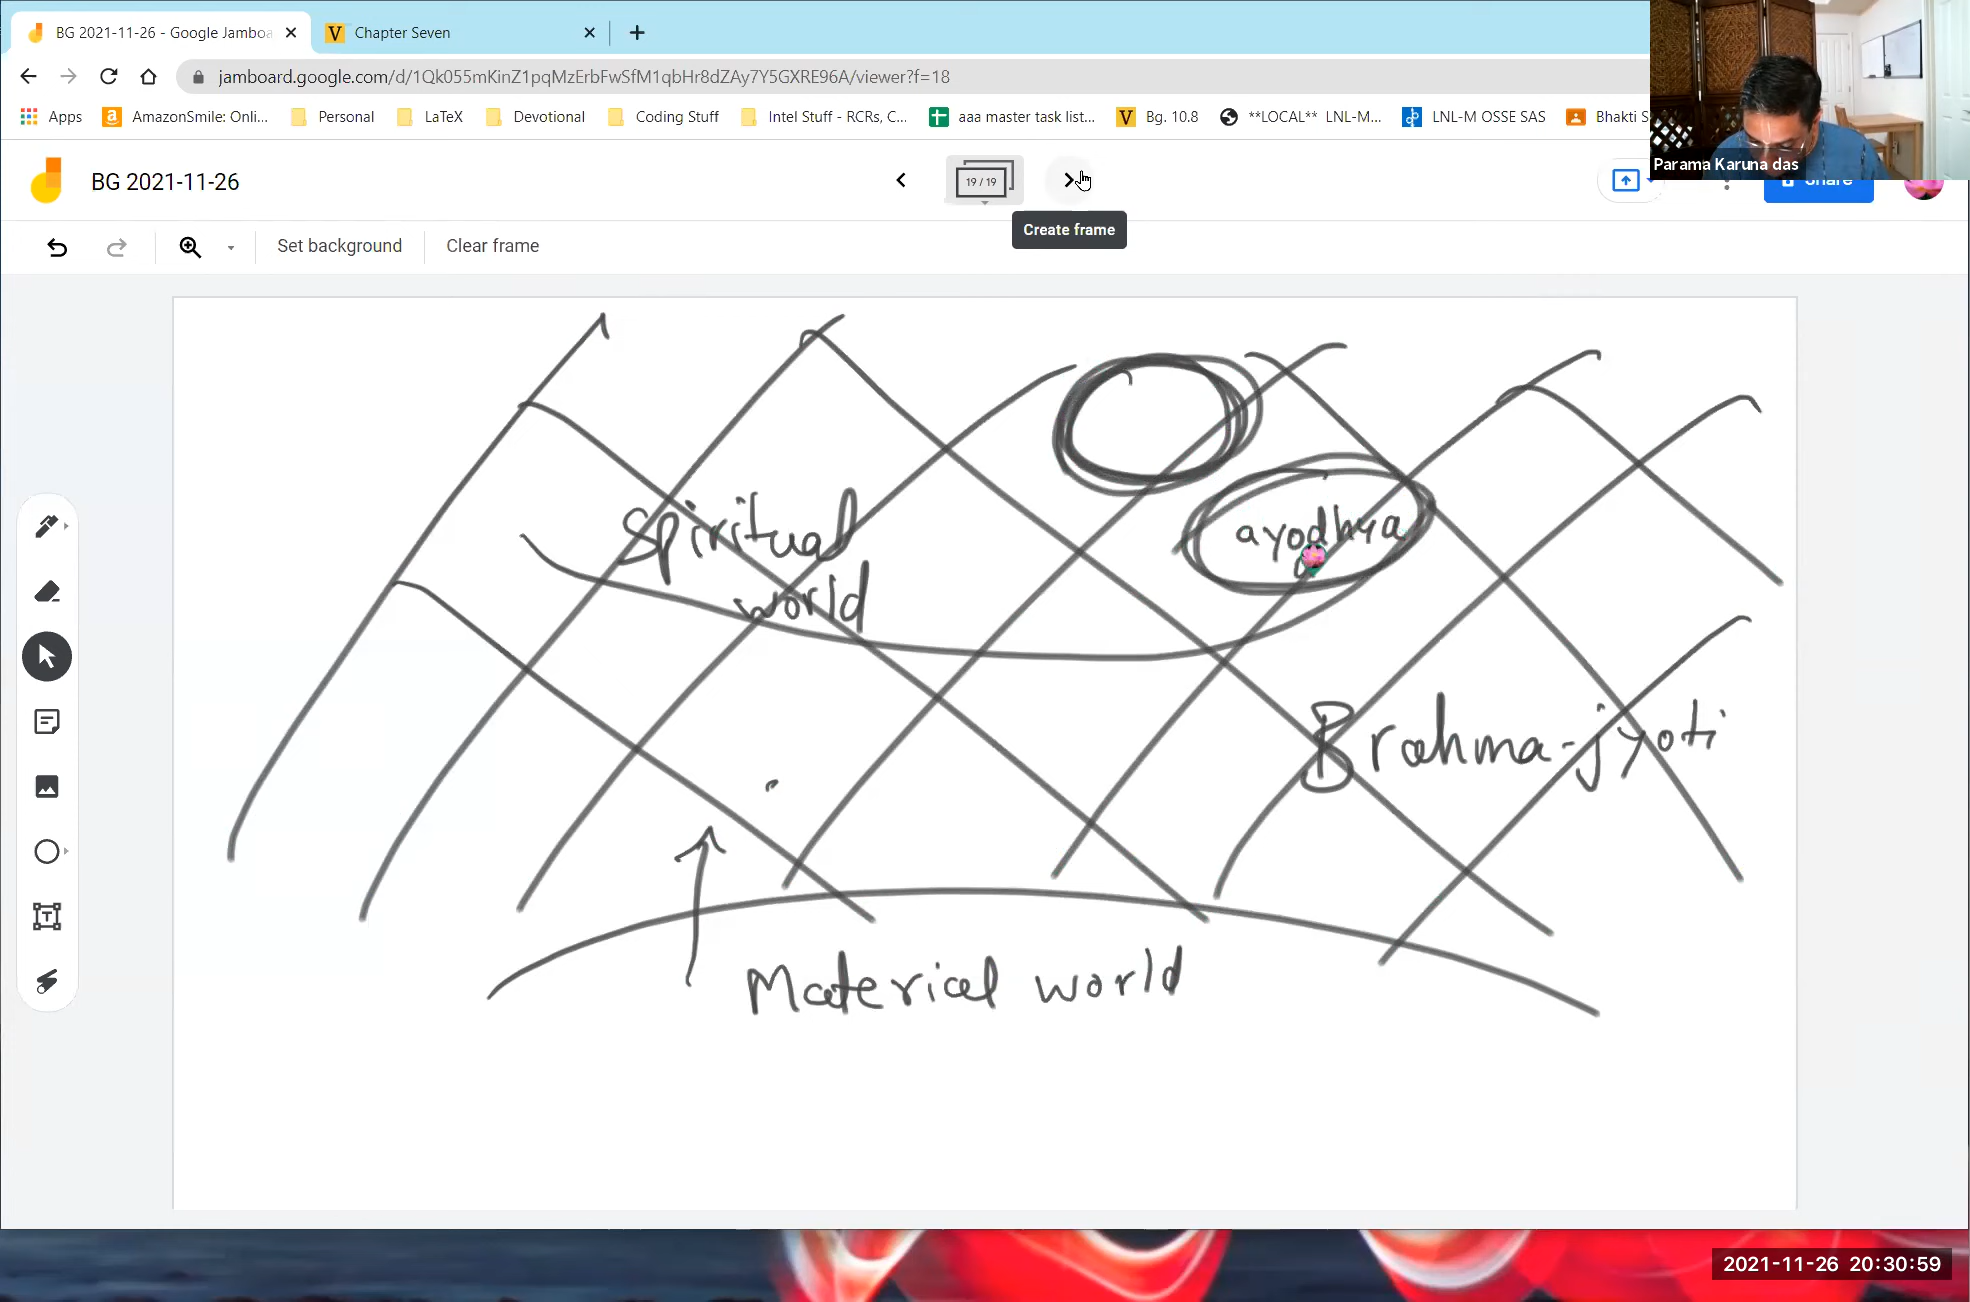 BG 2021-11-26 - Google Jamboa
Chapter Seven
jamboard.google.com/d/1Qk055mKinZ1pqMzErbFwSfM1qbHr8dZAy7Y5GXRE96A/viewer?f=18
Apps AmazonSmile: Onli... Personal LaTeX Devotional Coding Stuff Intel Stuff - RCRs, C... aaa master task list... Bg. 10.8 **LOCAL** LNL-M... LNL-M OSSE SAS Bhakti S
Parama Karuna das
BG 2021-11-26
19 / 19
Share
Create frame
Set background Clear frame
Spiritual
world
ayodhya
Brahma-jyoti
Material world
2021-11-26 20:30:59